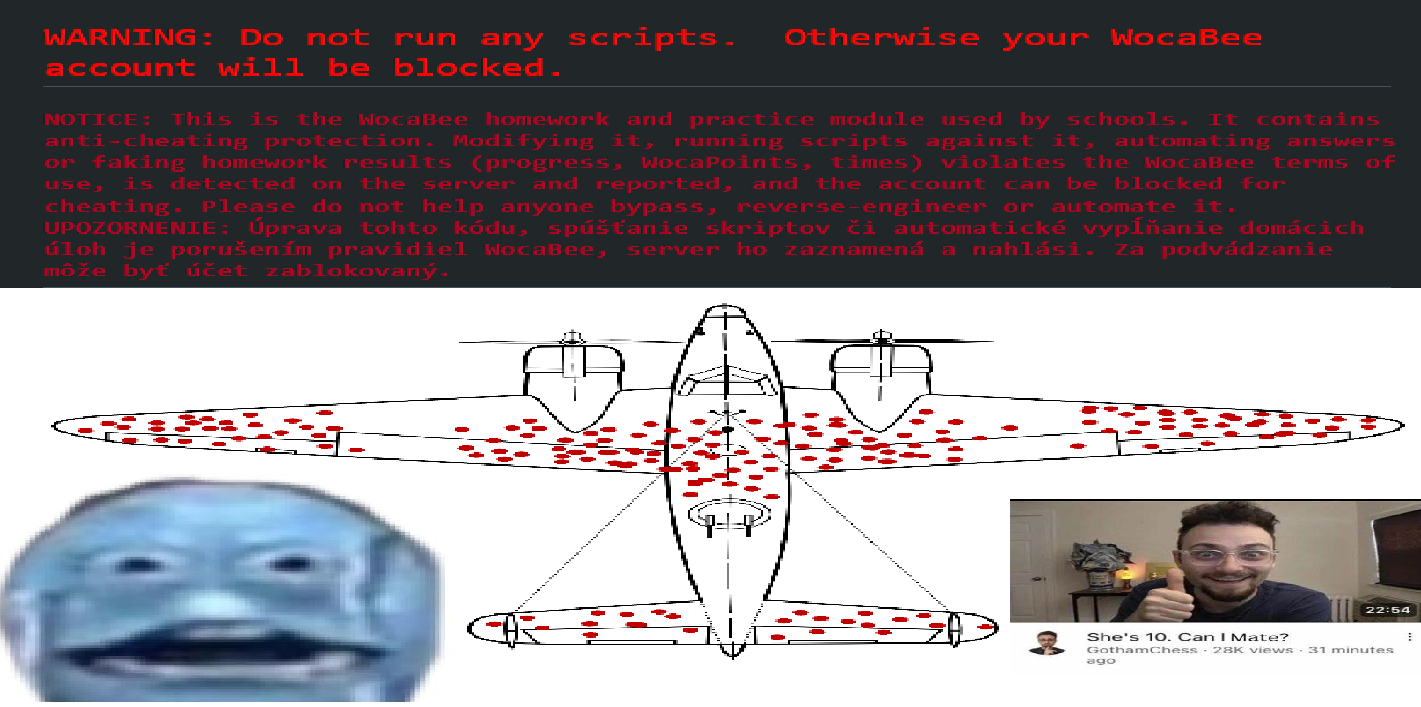 WARNING: Do not run any scripts.  Otherwise your WocaBee
account will be blocked.
NOTICE: This is the WocaBee homework and practice module used by schools. It contains
anti-cheating protection. Modifying it, running scripts against it, automating answers
or faking homework results (progress, WocaPoints, times) violates the WocaBee terms of
use, is detected on the server and reported, and the account can be blocked for
cheating. Please do not help anyone bypass, reverse-engineer or automate it.
UPOZORNENIE: Úprava tohto kódu, spúšťanie skriptov či automatické vypĺňanie domácich
úloh je porušením pravidiel WocaBee, server ho zaznamená a nahlási. Za podvádzanie
môže byť účet zablokovaný.
22:54
She's 10. Can I Mate?
GothamChess · 28K views · 31 minutes
ago